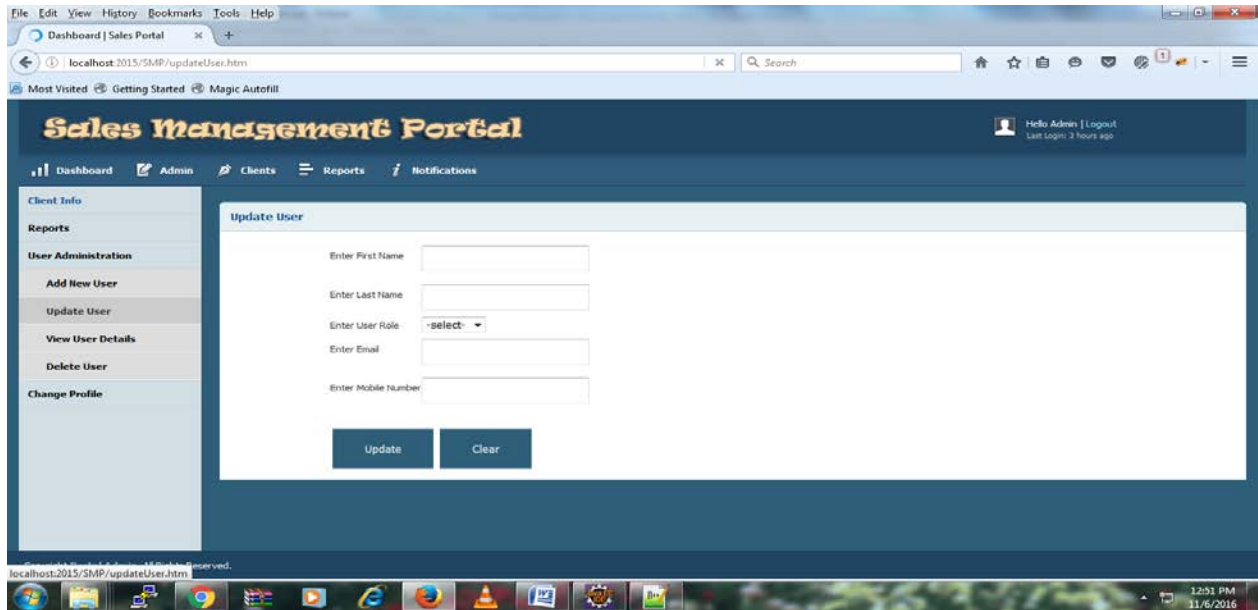 File Edit View History Bookmarks Tools Help
Dashboard | Sales Portal × +
localhost:2015/SMP/updateUser.htm
Search
1
Most Visited Getting Started Magic Autofill
Sales Management Portal
Hello Admin | Logout
Last Login: 3 hours ago
Dashboard Admin Clients Reports Notifications
Client Info
Reports
User Administration
Add New User
Update User
View User Details
Delete User
Change Profile
Update User
Enter First Name
Enter Last Name
Enter User Role -select-
Enter Email
Enter Mobile Number
Update Clear
Reserved.
localhost:2015/SMP/updateUser.htm
12:51 PM
11/6/2016